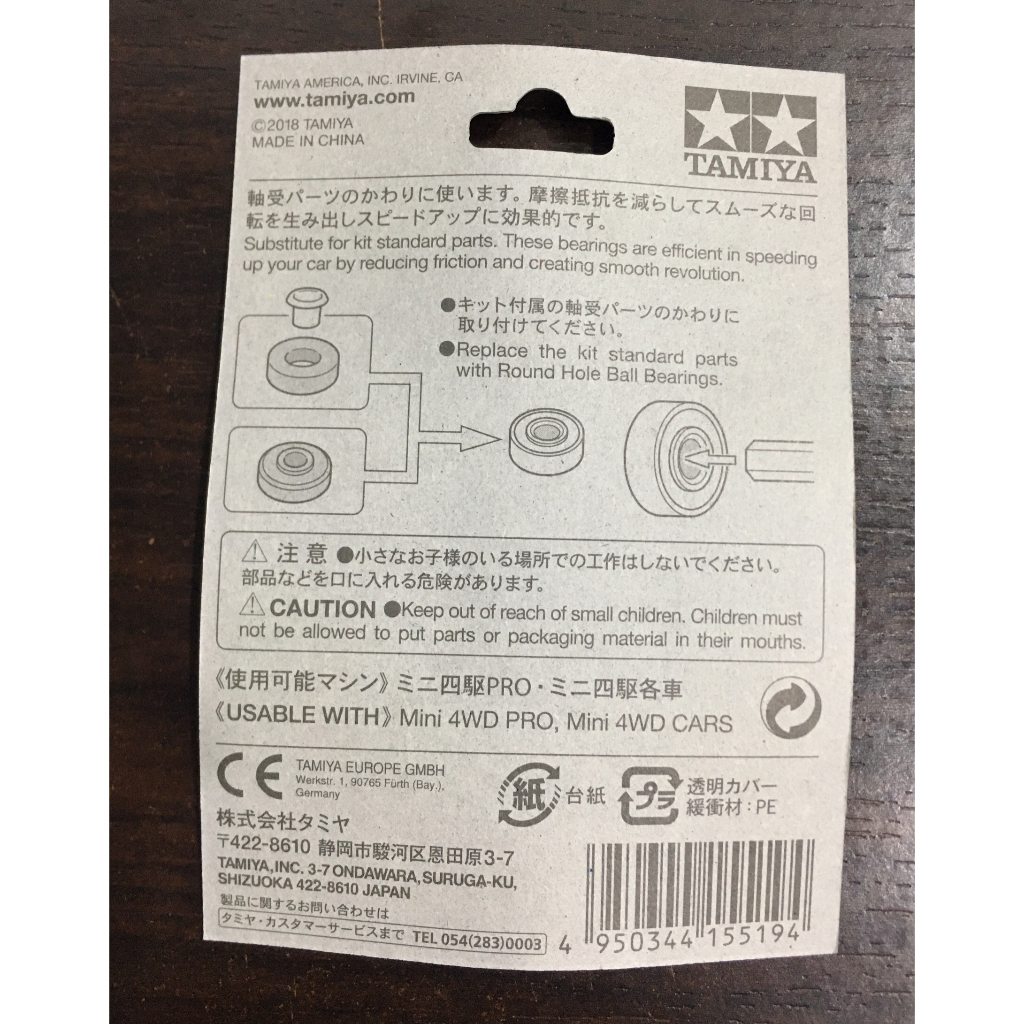 TAMIYA AMERICA, INC. IRVINE, CA
www.tamiya.com
©2018 TAMIYA
MADE IN CHINA
TAMIYA
軸受パーツのかわりに使います。摩擦抵抗を減らしてスムーズな回
転を生み出しスピードアップに効果的です。
Substitute for kit standard parts. These bearings are efficient in speeding
up your car by reducing friction and creating smooth revolution.
●キット付属の軸受パーツのかわりに
取り付けてください。
●Replace the kit standard parts
with Round Hole Ball Bearings.
⚠ 注意 ●小さなお子様のいる場所での工作はしないでください。
部品などを口に入れる危険があります。
⚠CAUTION ●Keep out of reach of small children. Children must
not be allowed to put parts or packaging material in their mouths.
《使用可能マシン》ミニ四駆PRO・ミニ四駆各車
《USABLE WITH》Mini 4WD PRO, Mini 4WD CARS
CE
TAMIYA EUROPE GMBH
Werkstr. 1, 90765 Fürth (Bay.),
Germany
紙 台紙
プラ 透明カバー
緩衝材：PE
株式会社タミヤ
〒422-8610 静岡市駿河区恩田原3-7
TAMIYA,INC. 3-7 ONDAWARA,SURUGA-KU,
SHIZUOKA 422-8610 JAPAN
製品に関するお問い合わせは
タミヤ・カスタマーサービスまで TEL 054(283)0003
4 950344 155194